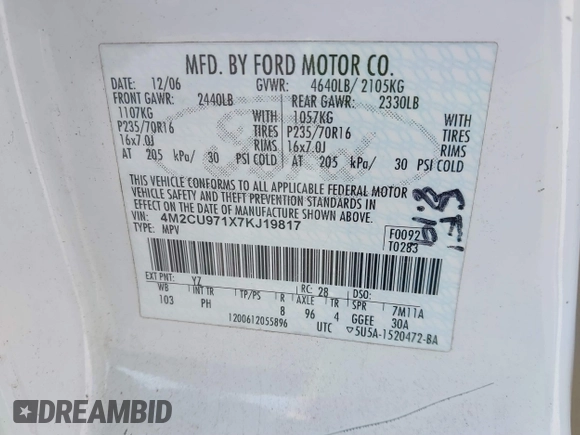 MFD. BY FORD MOTOR CO.
DATE: 12/06 GVWR: 4640LB/ 2105KG
FRONT GAWR: 2440LB REAR GAWR: 2330LB
1107KG WITH 1057KG WITH
P235/70R16 TIRES P235/70R16 TIRES
16x7.0J RIMS 16x7.0J RIMS
AT 205 kPa/ 30 PSI COLD AT 205 kPa/ 30 PSI COLD
THIS VEHICLE CONFORMS TO ALL APPLICABLE FEDERAL MOTOR
VEHICLE SAFETY AND THEFT PREVENTION STANDARDS IN
EFFECT ON THE DATE OF MANUFACTURE SHOWN ABOVE.
VIN: 4M2CU971X7KJ19817
TYPE: MPV
F0092
T0283
EXT PNT: YZ RC: 28 DSO:
WB INT TR TP/PS R AXLE TR SPR 7M11A
103 PH 8 96 4 GGEE 30A
1200612055896 UTC 5U5A-1520472-BA
Ford
DREAMBID